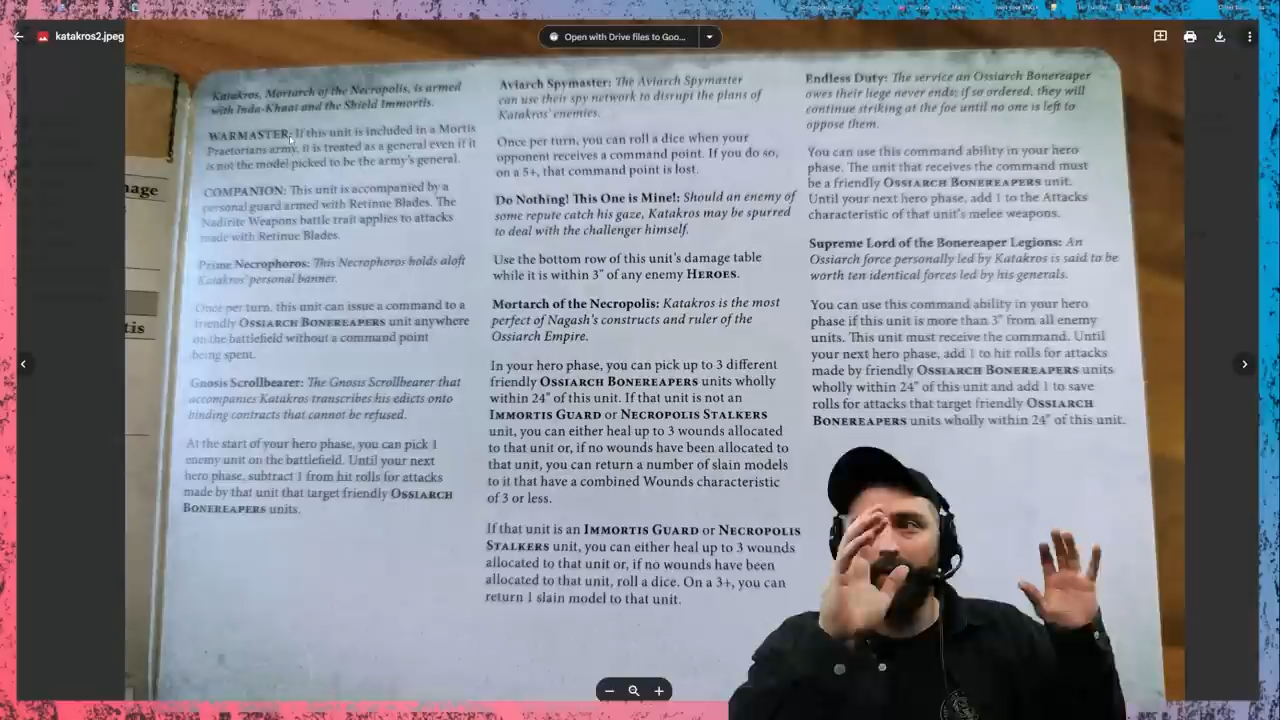 katakros2.jpeg
Open with Drive files to Goo...
Katakros, Mortarch of the Necropolis, is armed
with Inda-Khaat and the Shield Immortis.
WARMASTER: If this unit is included in a Mortis
Praetorians army, it is treated as a general even if it
is not the model picked to be the army's general.
COMPANION: This unit is accompanied by a
personal guard armed with Retinue Blades. The
Nadirite Weapons battle trait applies to attacks
made with Retinue Blades.
Prime Necrophoros: This Necrophoros holds aloft
Katakros' personal banner.
Once per turn, this unit can issue a command to a
friendly OSSIARCH BONEREAPERS unit anywhere
on the battlefield without a command point
being spent.
Gnosis Scrollbearer: The Gnosis Scrollbearer that
accompanies Katakros transcribes his edicts onto
binding contracts that cannot be refused.
At the start of your hero phase, you can pick 1
enemy unit on the battlefield. Until your next
hero phase, subtract 1 from hit rolls for attacks
made by that unit that target friendly OSSIARCH
BONEREAPERS units.
Aviarch Spymaster: The Aviarch Spymaster
can use their spy network to disrupt the plans of
Katakros' enemies.
Once per turn, you can roll a dice when your
opponent receives a command point. If you do so,
on a 5+, that command point is lost.
Do Nothing! This One is Mine!: Should an enemy of
some repute catch his gaze, Katakros may be spurred
to deal with the challenger himself.
Use the bottom row of this unit's damage table
while it is within 3" of any enemy HEROES.
Mortarch of the Necropolis: Katakros is the most
perfect of Nagash's constructs and ruler of the
Ossiarch Empire.
In your hero phase, you can pick up to 3 different
friendly OSSIARCH BONEREAPERS units wholly
within 24" of this unit. If that unit is not an
IMMORTIS GUARD or NECROPOLIS STALKERS
unit, you can either heal up to 3 wounds allocated
to that unit or, if no wounds have been allocated to
that unit, you can return a number of slain models
to it that have a combined Wounds characteristic
of 3 or less.
If that unit is an IMMORTIS GUARD or NECROPOLIS
STALKERS unit, you can either heal up to 3 wounds
allocated to that unit or, if no wounds have been
allocated to that unit, roll a dice. On a 3+, you can
return 1 slain model to that unit.
Endless Duty: The service an Ossiarch Bonereaper
owes their liege never ends; if so ordered, they will
continue striking at the foe until no one is left to
oppose them.
You can use this command ability in your hero
phase. The unit that receives the command must
be a friendly OSSIARCH BONEREAPERS unit.
Until your next hero phase, add 1 to the Attacks
characteristic of that unit's melee weapons.
Supreme Lord of the Bonereaper Legions: An
Ossiarch force personally led by Katakros is said to be
worth ten identical forces led by his generals.
You can use this command ability in your hero
phase if this unit is more than 3" from all enemy
units. This unit must receive the command. Until
your next hero phase, add 1 to hit rolls for attacks
made by friendly OSSIARCH BONEREAPERS units
wholly within 24" of this unit and add 1 to save
rolls for attacks that target friendly OSSIARCH
BONEREAPERS units wholly within 24" of this unit.